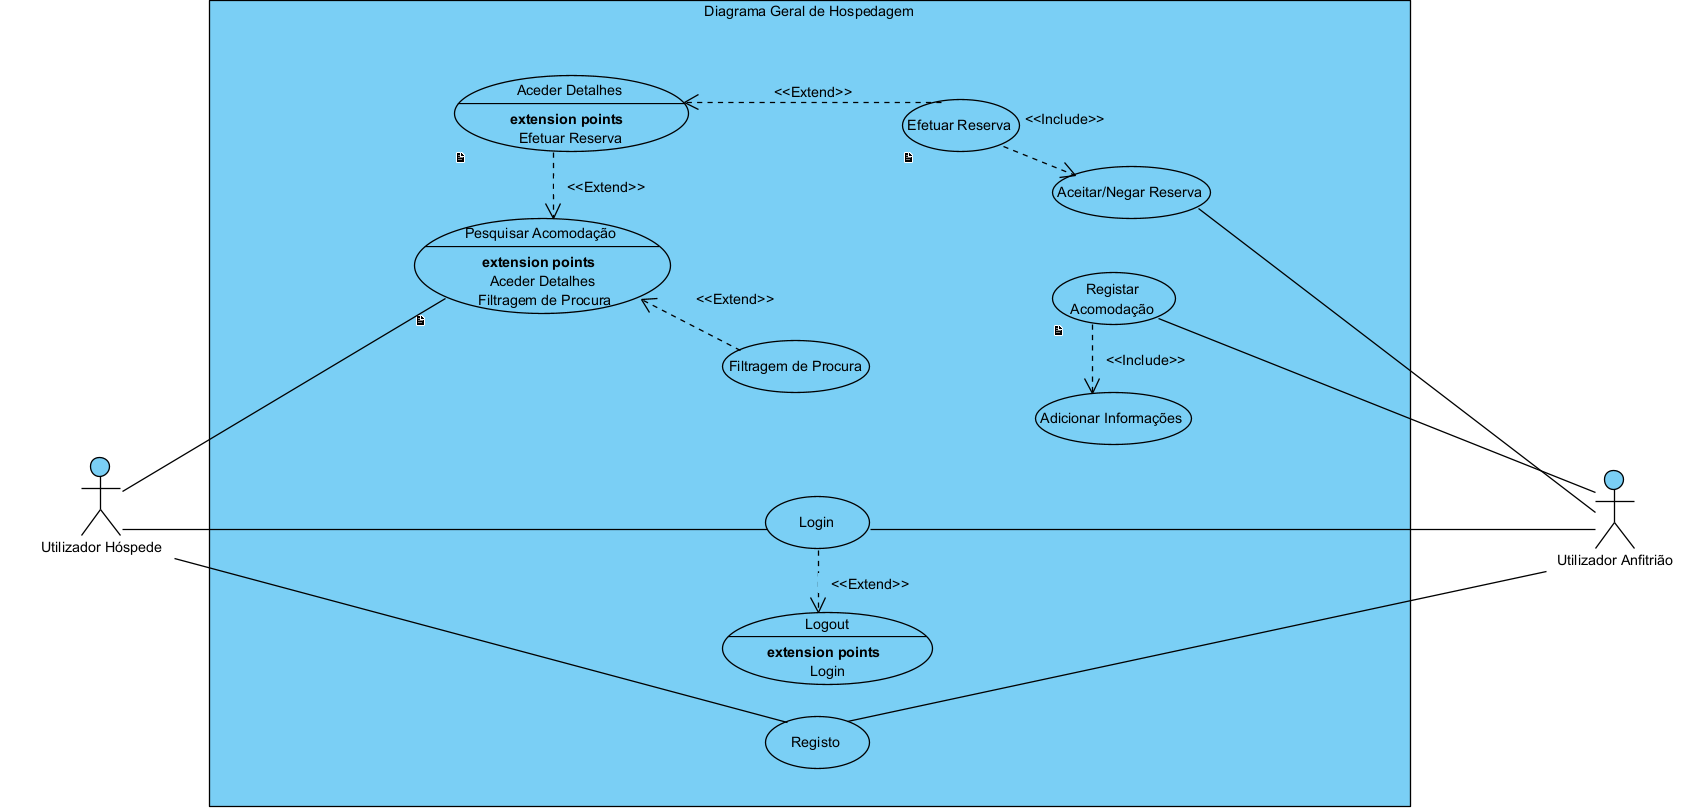 Diagrama Geral de Hospedagem
Aceder Detalhes
extension points
Efetuar Reserva
<<Extend>>
Efetuar Reserva
<<Include>>
Aceitar/Negar Reserva
<<Extend>>
Pesquisar Acomodação
extension points
Aceder Detalhes
Filtragem de Procura
<<Extend>>
Filtragem de Procura
Registar
Acomodação
<<Include>>
Adicionar Informações
Utilizador Hóspede
Utilizador Anfitrião
Login
<<Extend>>
Logout
extension points
Login
Registo